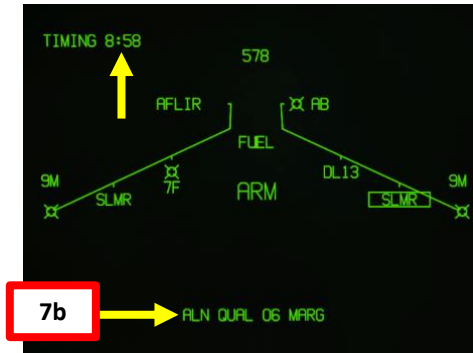 TIMING 8:58
578
AFLIR AB
FUEL
9M SLMR 7F ARM DL13 SLMR 9M
7b
ALN QUAL 06 MARG